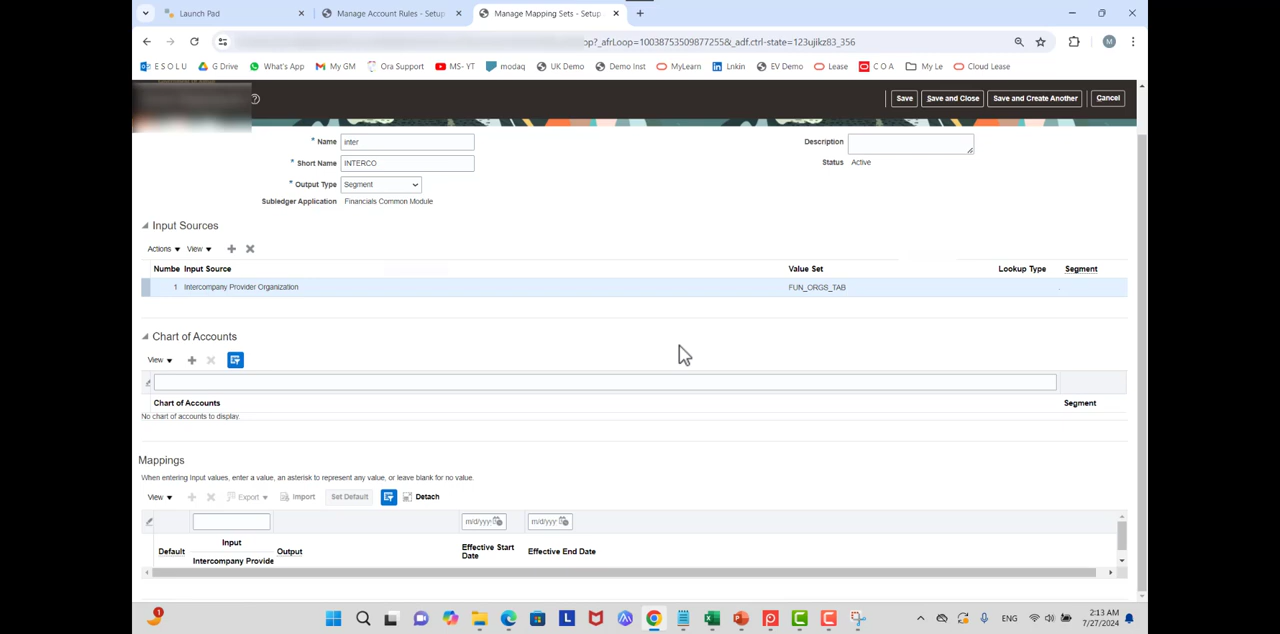 Launch Pad
Manage Account Rules - Setup
Manage Mapping Sets - Setup
op?_afrLoop=10038753509877255&_adf.ctrl-state=123ujikz83_356
M
E S O L U
G Drive
What's App
My GM
Ora Support
MS- YT
modaq
UK Demo
Demo Inst
MyLearn
Lnkin
EV Demo
Lease
C O A
My Le
Cloud Lease
Save
Save and Close
Save and Create Another
Cancel
* Name inter
Description
* Short Name INTERCO
Status Active
* Output Type Segment
Subledger Application Financials Common Module
Input Sources
Actions View
Numbe Input Source Value Set Lookup Type Segment
1 Intercompany Provider Organization FUN_ORGS_TAB
Chart of Accounts
View
Chart of Accounts Segment
No chart of accounts to display.
Mappings
When entering Input values, enter a value, an asterisk to represent any value, or leave blank for no value.
View Export Import Set Default Detach
m/d/yyy m/d/yyy
Default Input Output Effective Start Date Effective End Date
Intercompany Provide
1
ENG
2:13 AM
7/27/2024